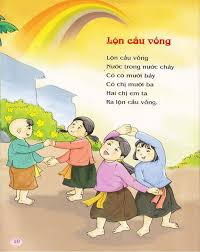 Lộn cầu vồng
Lộn cầu vồng
Nước trong nước chảy
Có cô mười bảy
Có chị mười ba
Hai chị em ta
Ra lộn cầu vồng.